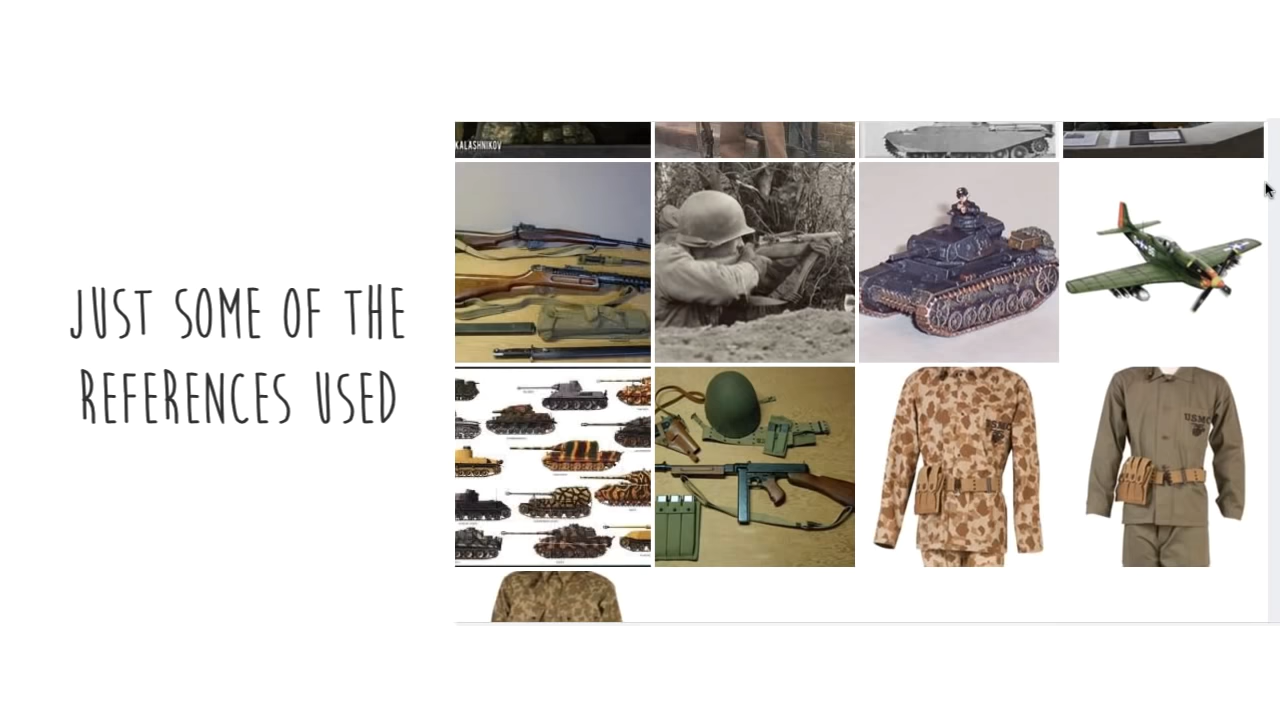 JUST SOME OF THE
REFERENCES USED
KALASHNIKOV
USMC
USMC